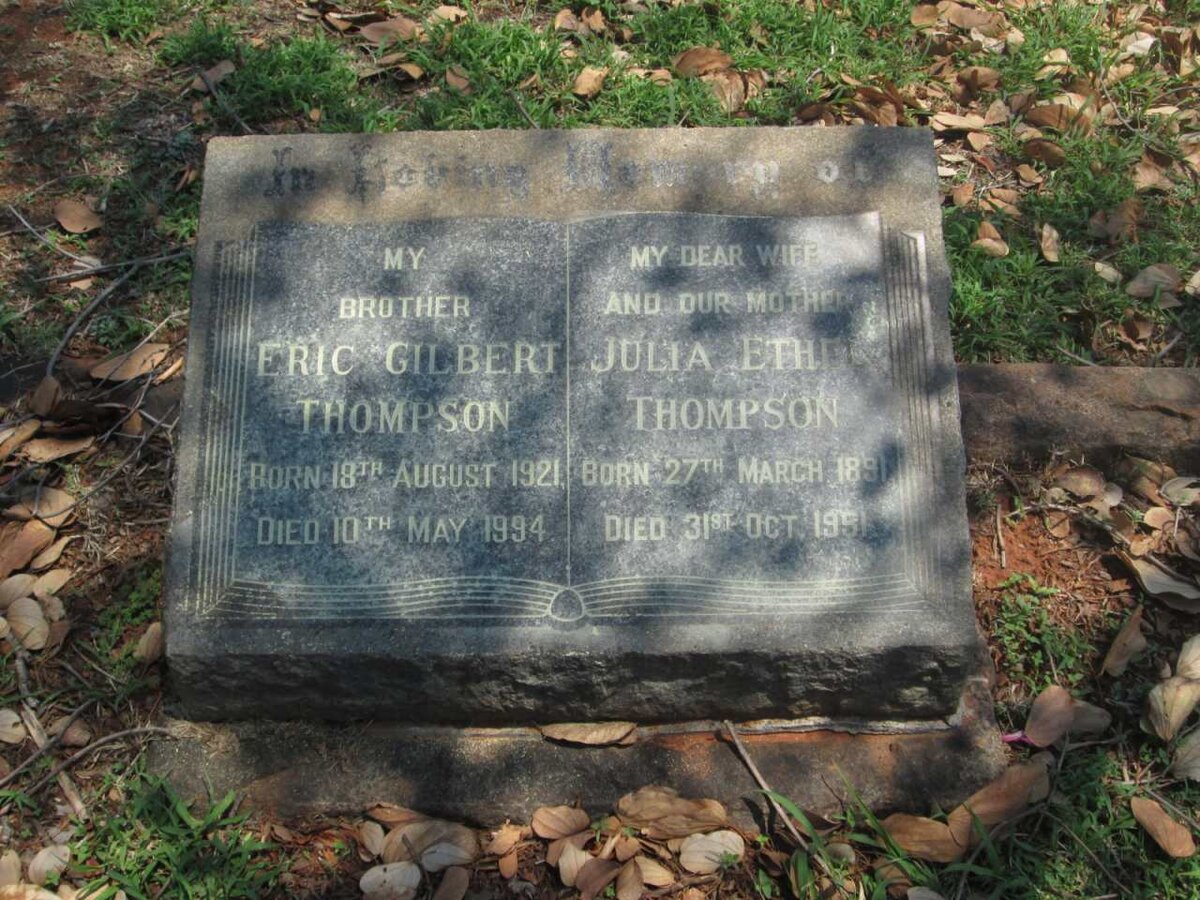 In Loving Memory of
MY
BROTHER
ERIC GILBERT
THOMPSON
BORN 18TH AUGUST 1921.
DIED 10TH MAY 1994
MY DEAR WIFE
AND OUR MOTHER
JULIA ETHEL
THOMPSON
BORN 27TH MARCH 1891
DIED 31ST OCT. 1951